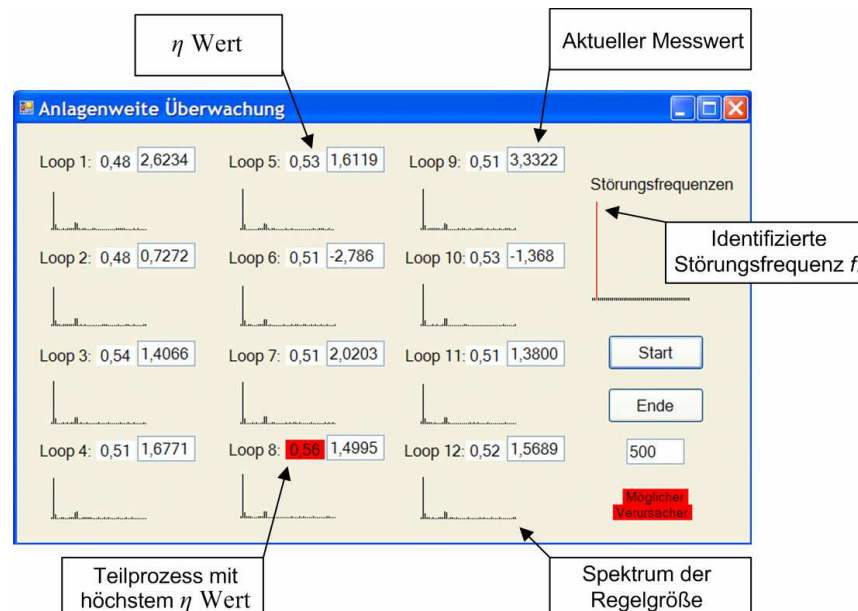 η Wert
Aktueller Messwert
Anlagenweite Überwachung
Loop 1: 0,48 2,6234
Loop 5: 0,53 1,6119
Loop 9: 0,51 3,3322
Störungsfrequenzen
Identifizierte
Störungsfrequenz f
Loop 2: 0,48 0,7272
Loop 6: 0,51 -2,786
Loop 10: 0,53 -1,368
Loop 3: 0,54 1,4066
Loop 7: 0,51 2,0203
Loop 11: 0,51 1,3800
Start
Ende
Loop 4: 0,51 1,6771
Loop 8: 0,56 1,4995
Loop 12: 0,52 1,5689
500
Möglicher
Verursacher
Teilprozess mit
höchstem η Wert
Spektrum der
Regelgröße